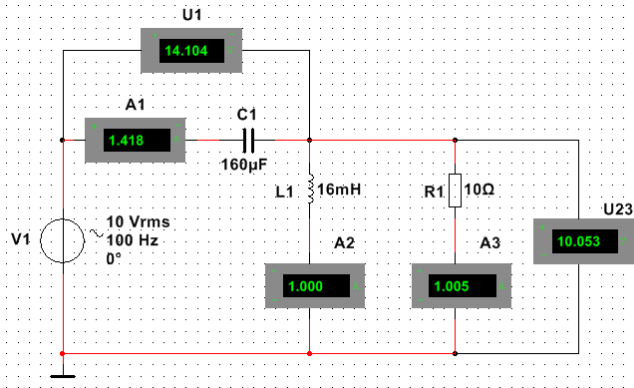 U1
14.104
A1
1.418
C1
160µF
L1
16mH
R1
10Ω
U23
10.053
V1
10 Vrms
100 Hz
0°
A2
1.000
A3
1.005